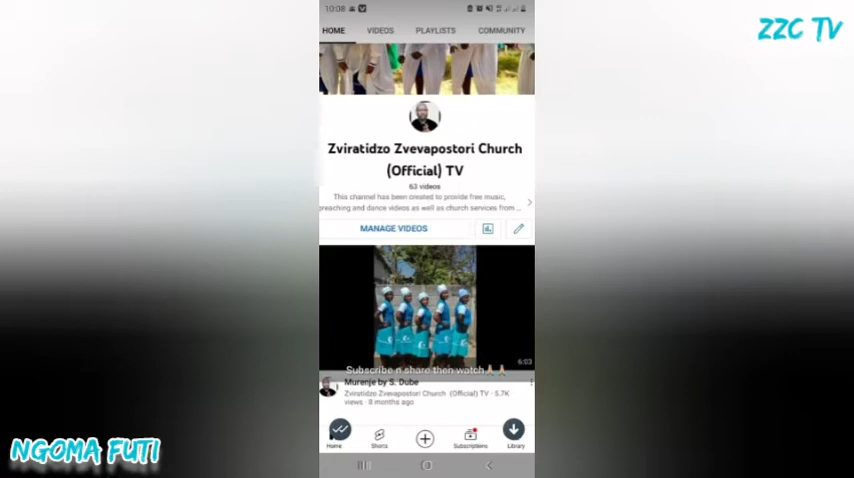 10:08
ZZC TV
HOME VIDEOS PLAYLISTS COMMUNITY
Zviratidzo Zvevapostori Church
(Official) TV
63 videos
This channel has been created to provide free music,
preaching and dance videos as well as church services from ...
MANAGE VIDEOS
6:03
Subscribe n share then watch🙏🙏
Murenje by S. Dube
Zviratidzo Zvevapostori Church (Official) TV · 5.7K
views · 8 months ago
Home Shorts Subscriptions Library
NGOMA FUTI